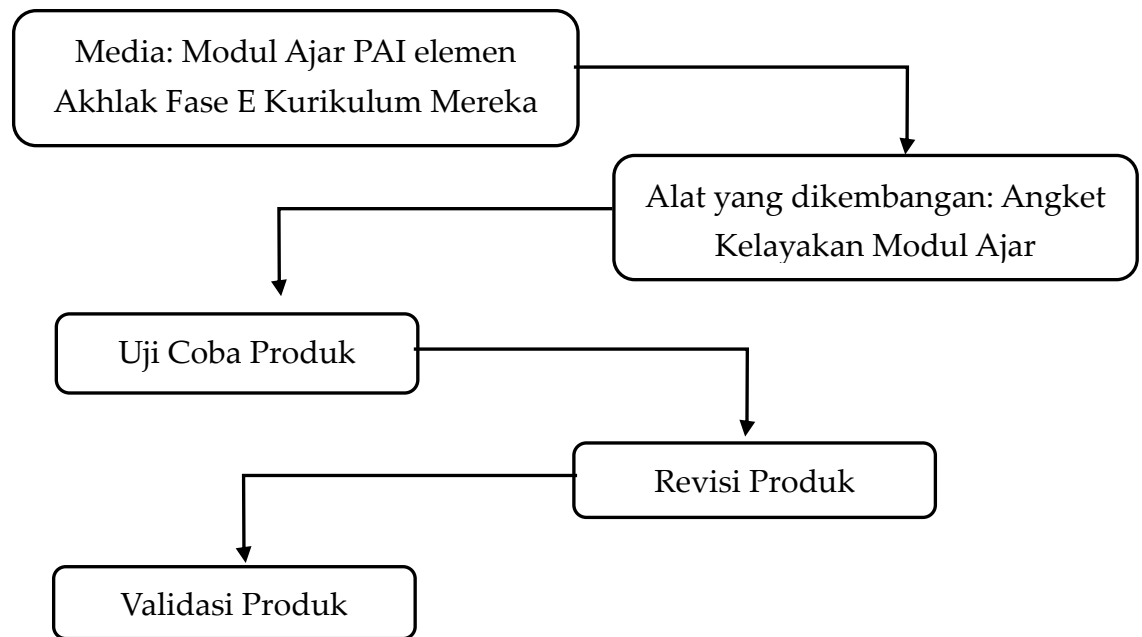 Media: Modul Ajar PAI elemen
Akhlak Fase E Kurikulum Mereka
Alat yang dikembangan: Angket
Kelayakan Modul Ajar
Uji Coba Produk
Revisi Produk
Validasi Produk